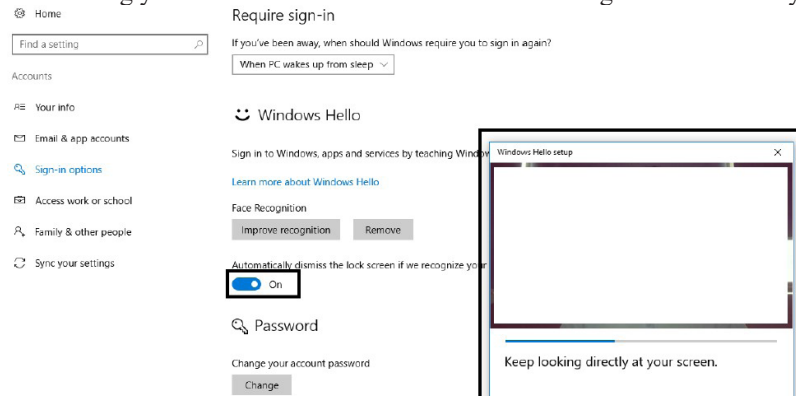 Home
Find a setting
Accounts
Your info
Email & app accounts
Sign-in options
Access work or school
Family & other people
Sync your settings
Require sign-in
If you've been away, when should Windows require you to sign in again?
When PC wakes up from sleep
Windows Hello
Sign in to Windows, apps and services by teaching
Learn more about Windows Hello
Face Recognition
Improve recognition Remove
Automatically dismiss the lock screen if we recognize your
On
Password
Change your account password
Change
Windows Hello setup
Keep looking directly at your screen.